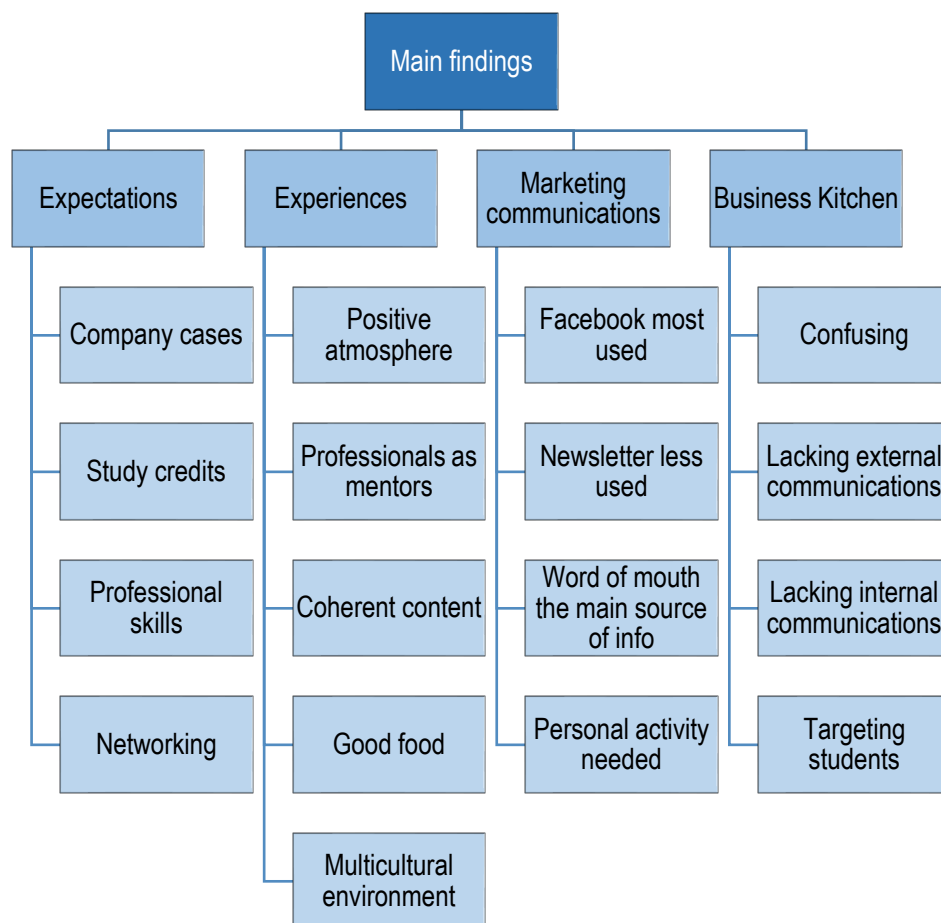 Main findings
Expectations
Experiences
Marketing
communications
Business Kitchen
Company cases
Study credits
Professional
skills
Networking
Positive
atmosphere
Professionals as
mentors
Coherent content
Good food
Multicultural
environment
Facebook most
used
Newsletter less
used
Word of mouth
the main source
of info
Personal activity
needed
Confusing
Lacking external
communications
Lacking internal
communications
Targeting
students